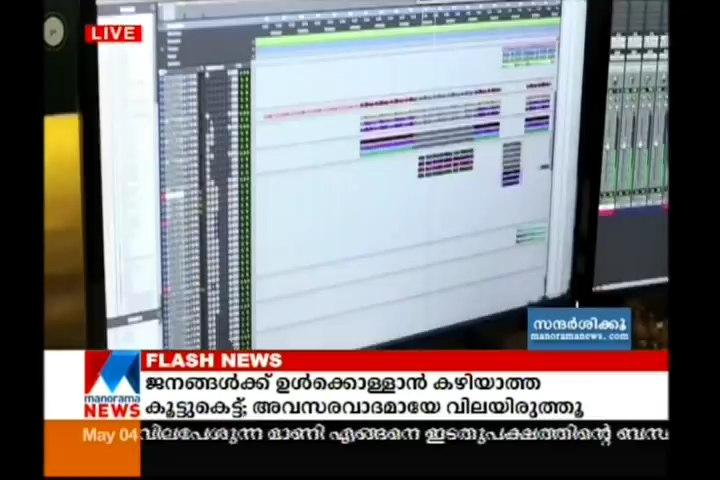 LIVE
സന്ദർശിക്കൂ
manoramanews.com
FLASH NEWS
ജനങ്ങൾക്ക് ഉൾക്കൊള്ളാൻ കഴിയാത്ത
കൂട്ടുകെട്ട്; അവസരവാദമായേ വിലയിരുത്തൂ
manorama
NEWS
May 04
വിലപേശുന്ന മാണി എങ്ങനെ ഇടതുപക്ഷത്തിന്റെ ബന്ധ